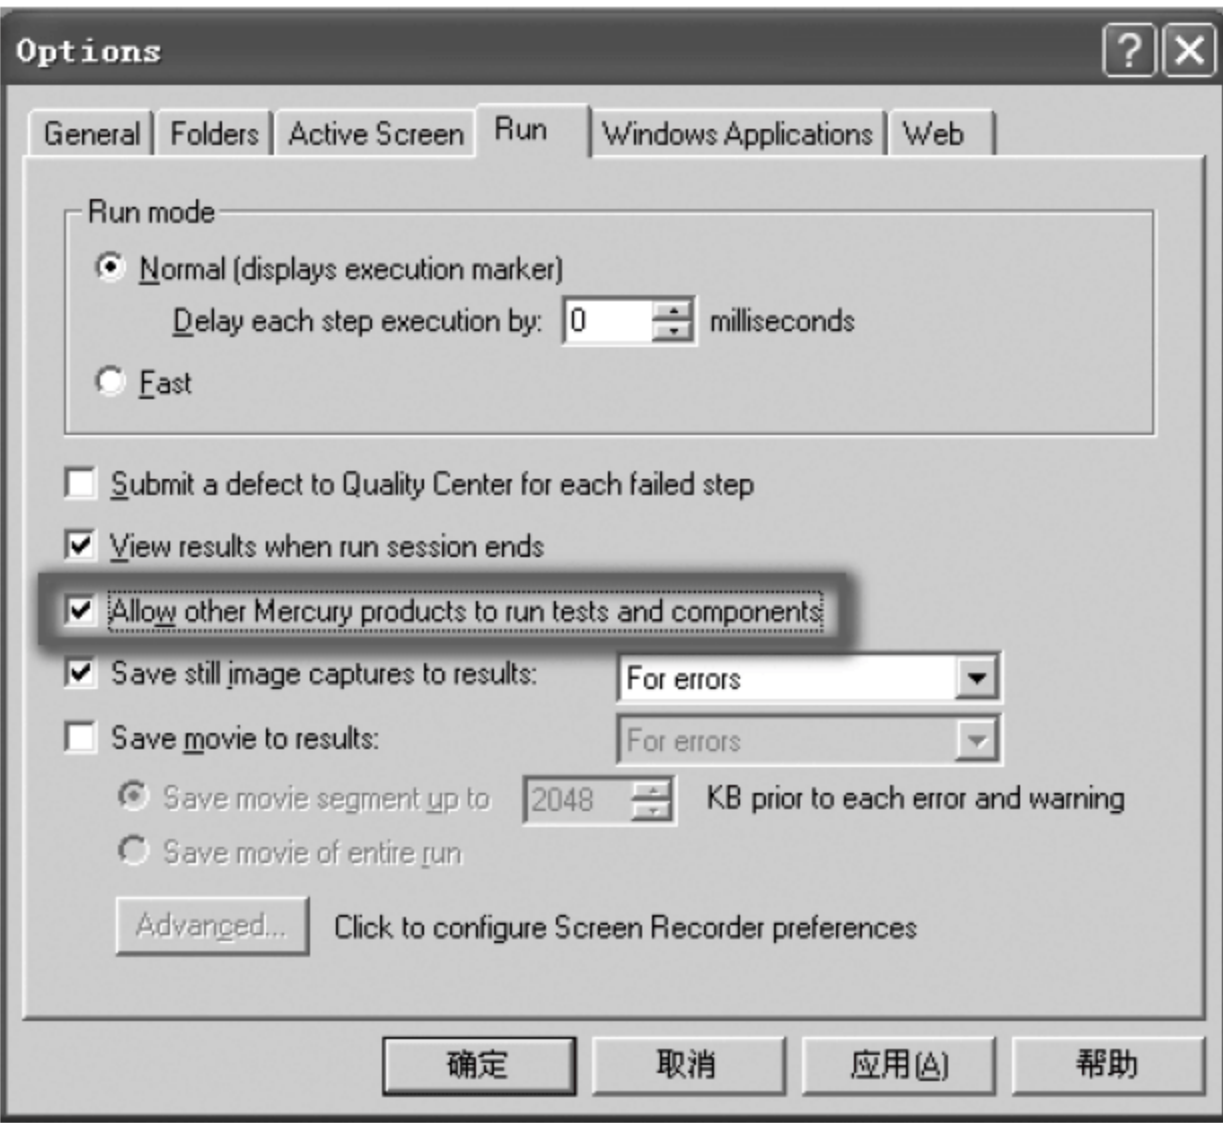 Options
General Folders Active Screen Run Windows Applications Web
Run mode
Normal (displays execution marker)
Delay each step execution by: 0 milliseconds
Fast
Submit a defect to Quality Center for each failed step
View results when run session ends
Allow other Mercury products to run tests and components
Save still image captures to results: For errors
Save movie to results: For errors
Save movie segment up to 2048 KB prior to each error and warning
Save movie of entire run
Advanced... Click to configure Screen Recorder preferences
确定 取消 应用(A) 帮助